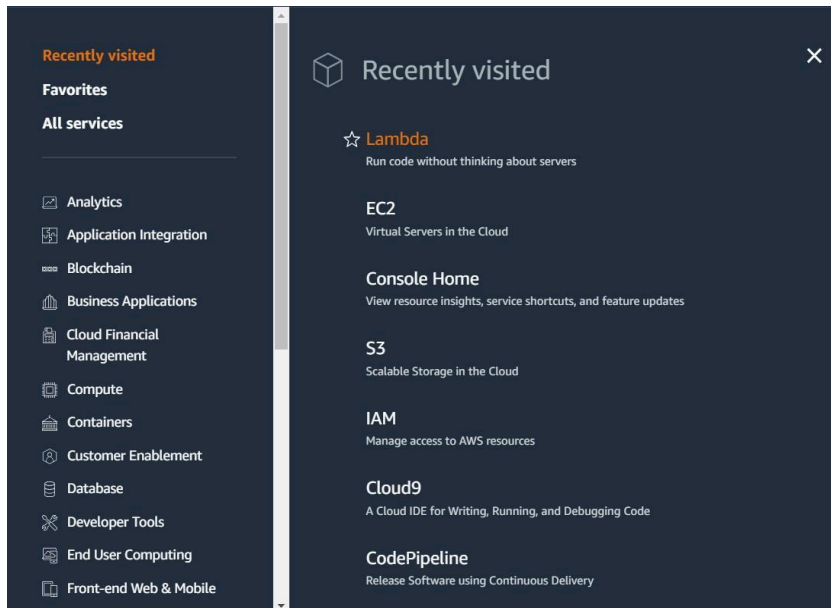 Recently visited
Favorites
All services
Analytics
Application Integration
Blockchain
Business Applications
Cloud Financial
Management
Compute
Containers
Customer Enablement
Database
Developer Tools
End User Computing
Front-end Web & Mobile
Recently visited
Lambda
Run code without thinking about servers
EC2
Virtual Servers in the Cloud
Console Home
View resource insights, service shortcuts, and feature updates
S3
Scalable Storage in the Cloud
IAM
Manage access to AWS resources
Cloud9
A Cloud IDE for Writing, Running, and Debugging Code
CodePipeline
Release Software using Continuous Delivery